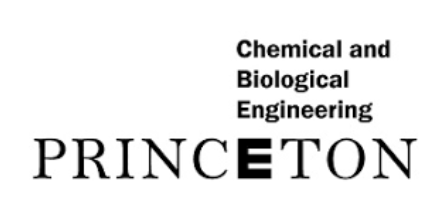 Chemical and
Biological
Engineering
PRINCETON